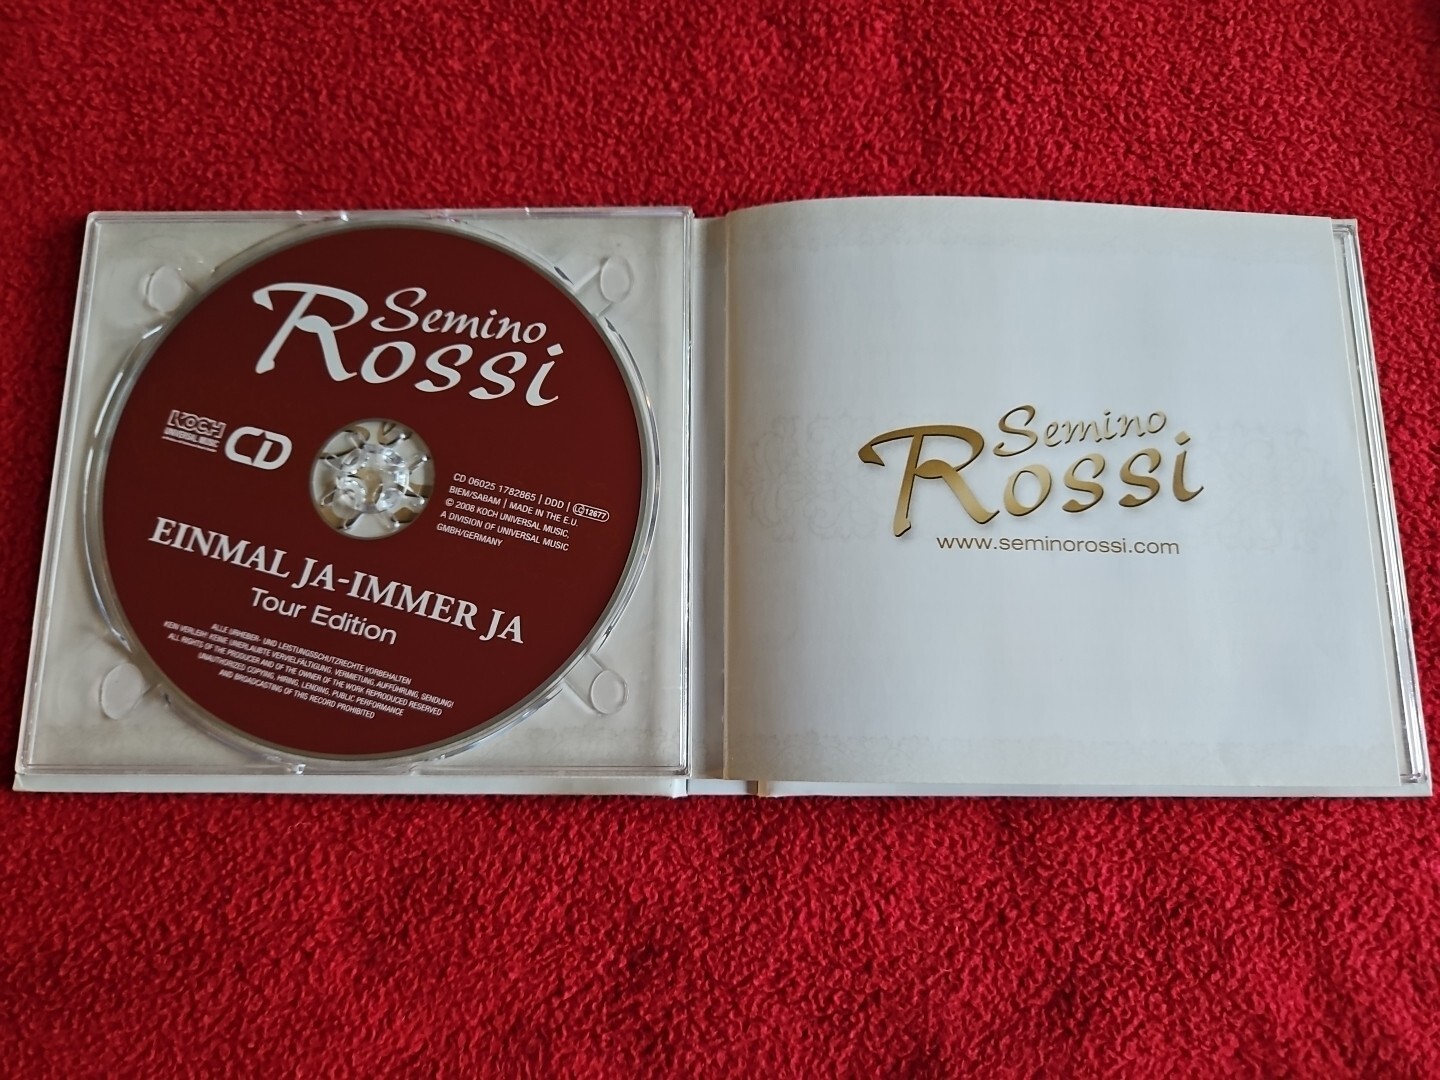 Semino
Rossi
KOCH
UNIVERSAL MUSIC
CD
CD 06025 1782865 | DDD | LC 12677
BIEM/SABAM | MADE IN THE E.U.
© 2008 KOCH UNIVERSAL MUSIC,
A DIVISION OF UNIVERSAL MUSIC
GMBH/GERMANY
EINMAL JA-IMMER JA
Tour Edition
ALLE URHEBER- UND LEISTUNGSSCHUTZRECHTE VORBEHALTEN
KEIN VERLEIH! KEINE UNERLAUBTE VERVIELFÄLTIGUNG, VERMIETUNG, AUFFÜHRUNG, SENDUNG!
ALL RIGHTS OF THE PRODUCER AND OF THE OWNER OF THE WORK REPRODUCED RESERVED
UNAUTHORIZED COPYING, HIRING, LENDING, PUBLIC PERFORMANCE
AND BROADCASTING OF THIS RECORD PROHIBITED
Semino
Rossi
www.seminorossi.com